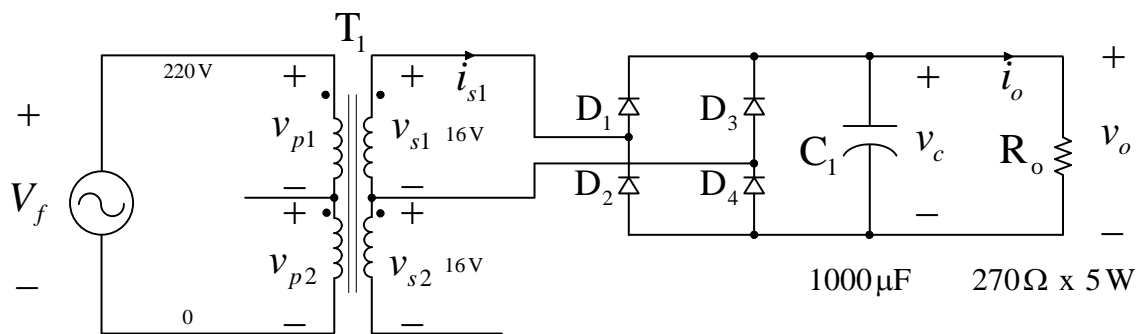 T1
220V
+
+
+
+
+
is1
io
D1
D3
+
vp1
vs1
16V
C1
vc
Ro
vo
Vf
−
−
D2
D4
+
+
−
−
vp2
vs2
16V
−
1000µF
270Ω x 5W
0
−
−